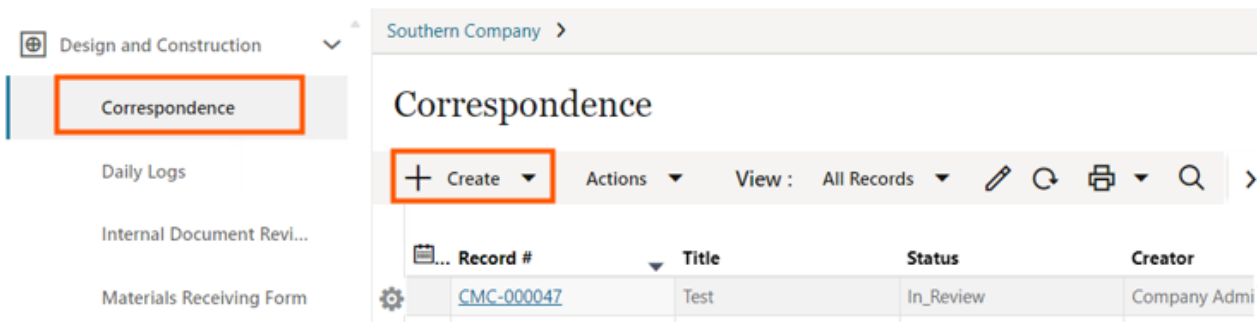 Design and Construction
Correspondence
Daily Logs
Internal Document Revi...
Materials Receiving Form
Southern Company >
Correspondence
+ Create Actions View : All Records
... Record # Title Status Creator
CMC-000047 Test In_Review Company Admi